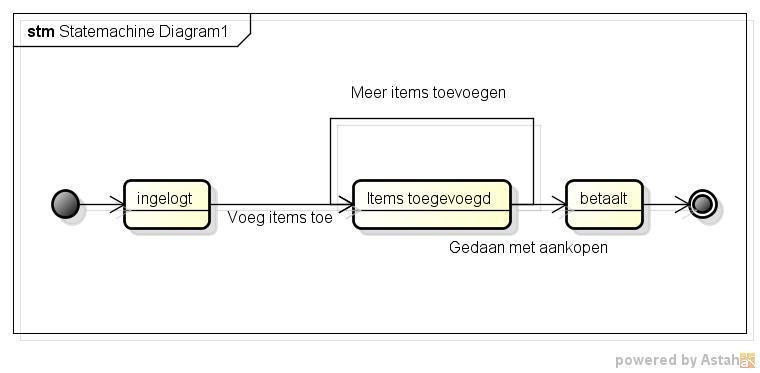 stm Statemachine Diagram1
Meer items toevoegen
ingelogt
Items toegevoegd
betaalt
Voeg items toe
Gedaan met aankopen
powered by Astah